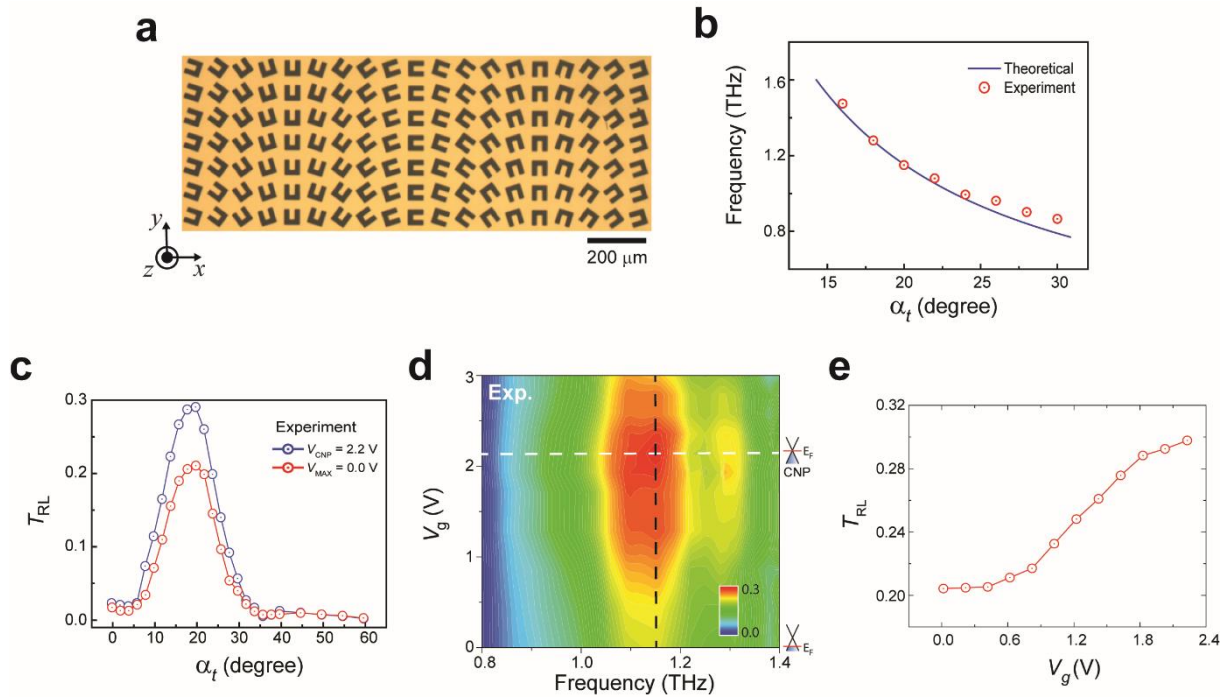 a
y
z
x
200 μm
b
Frequency (THz)
1.6
1.2
0.8
Theoretical
Experiment
15 20 25 30
αt (degree)
c
TRL
0.3
0.2
0.1
0.0
Experiment
VCNP = 2.2 V
VMAX = 0.0 V
0 10 20 30 40 50 60
αt (degree)
d
Vg (V)
3
2
1
0
Exp.
EF
CNP
0.3
0.0
EF
0.8 1.0 1.2 1.4
Frequency (THz)
e
TRL
0.32
0.28
0.24
0.20
0.0 0.6 1.2 1.8 2.4
Vg (V)